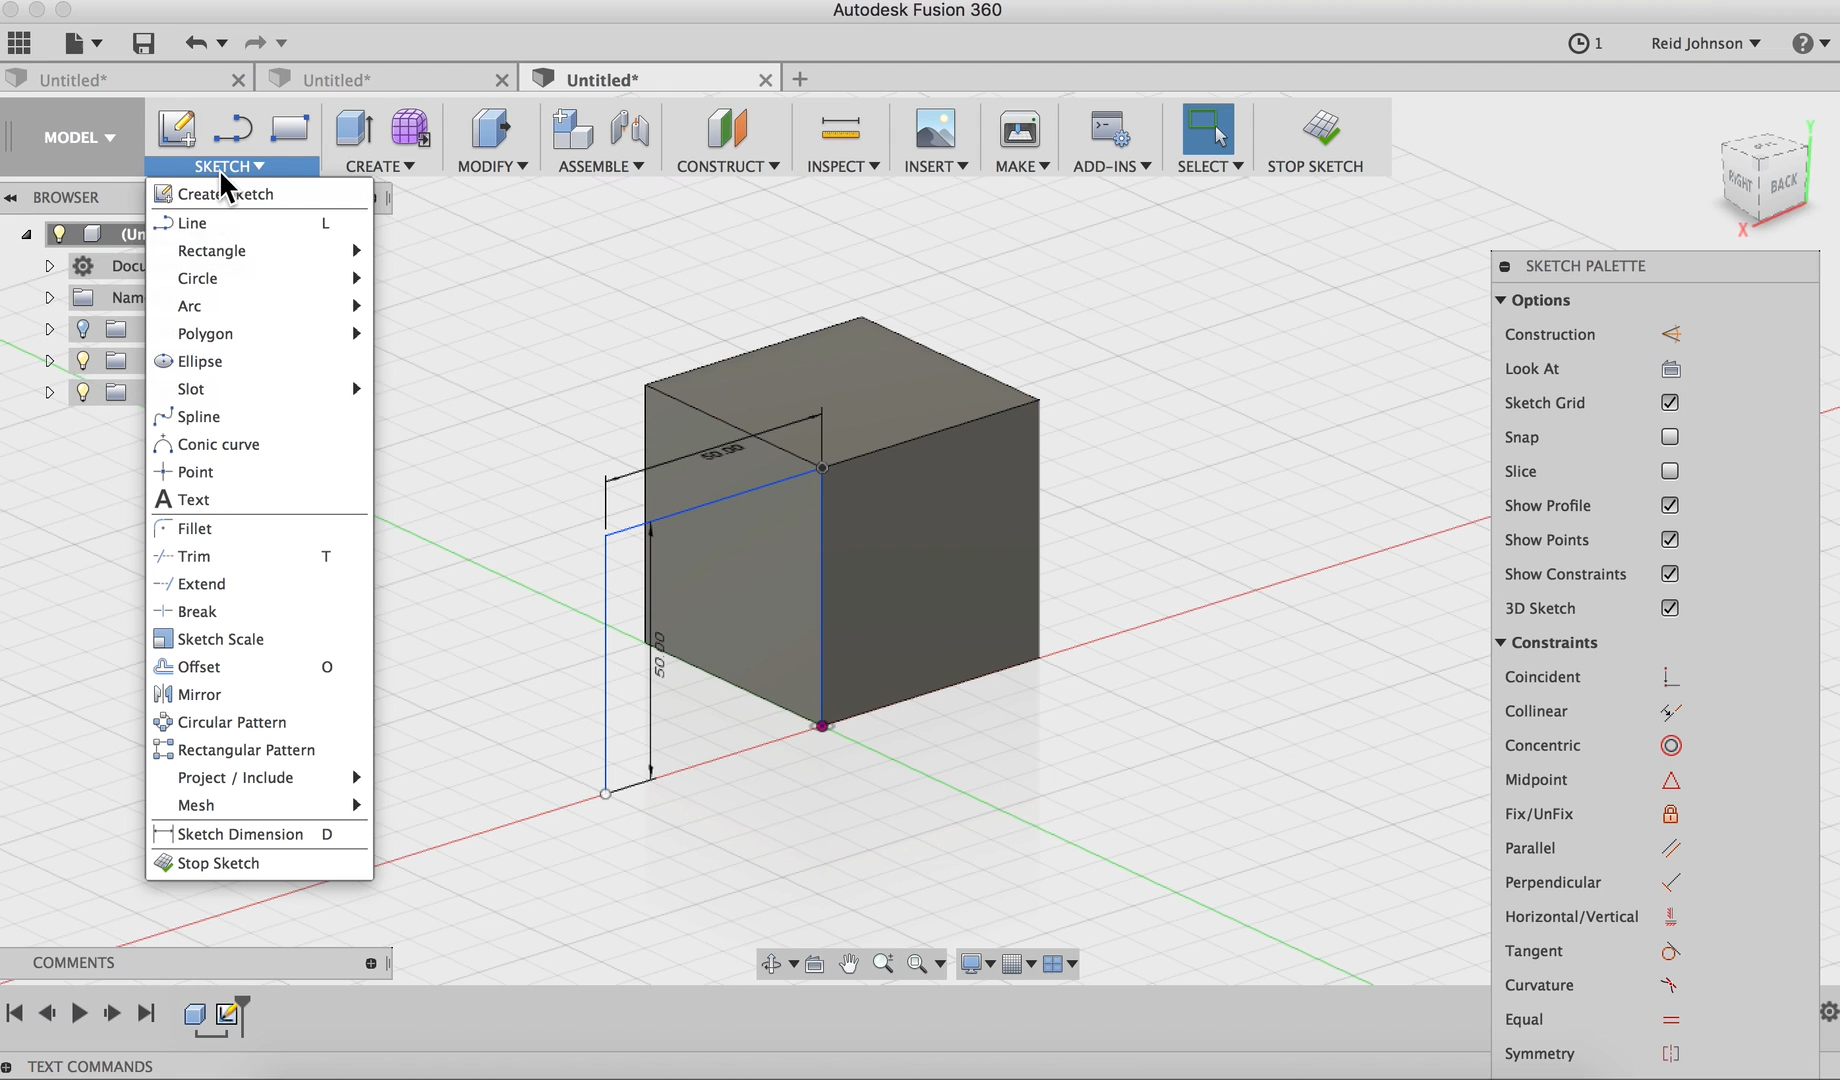 Autodesk Fusion 360
1 Reid Johnson
Untitled* Untitled* Untitled*
MODEL
SKETCH CREATE MODIFY ASSEMBLE CONSTRUCT INSPECT INSERT MAKE ADD-INS SELECT STOP SKETCH
BROWSER
(Un
Docu
Nam
Create Sketch
Line L
Rectangle
Circle
Arc
Polygon
Ellipse
Slot
Spline
Conic curve
Point
A Text
Fillet
Trim T
Extend
Break
Sketch Scale
Offset O
Mirror
Circular Pattern
Rectangular Pattern
Project / Include
Mesh
Sketch Dimension D
Stop Sketch
50.00
50.00
Y
RIGHT BACK
X
SKETCH PALETTE
Options
Construction
Look At
Sketch Grid
Snap
Slice
Show Profile
Show Points
Show Constraints
3D Sketch
Constraints
Coincident
Collinear
Concentric
Midpoint
Fix/UnFix
Parallel
Perpendicular
Horizontal/Vertical
Tangent
Curvature
Equal
Symmetry
COMMENTS
TEXT COMMANDS